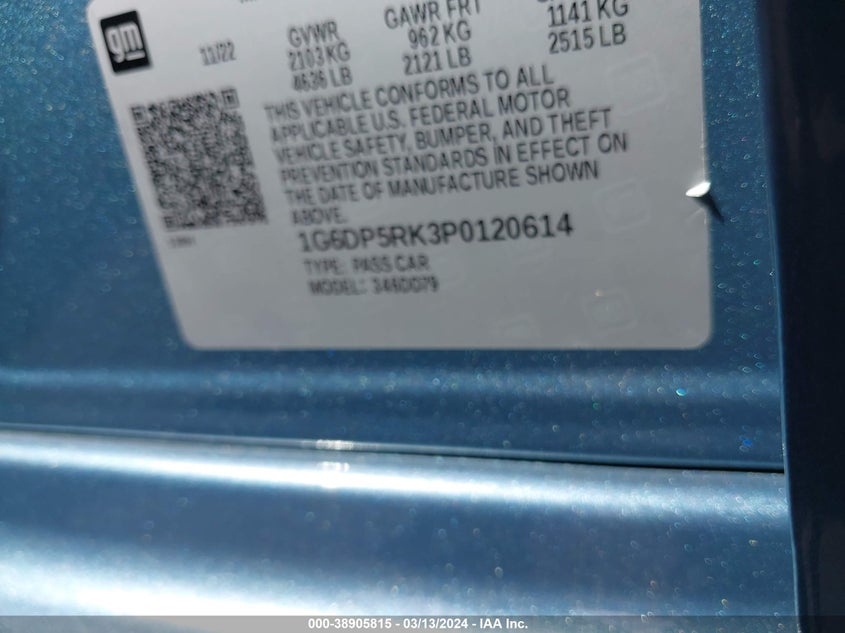 gm
11/22
GVWR
2103 KG
4636 LB
GAWR FRT
962 KG
2121 LB
1141 KG
2515 LB
THIS VEHICLE CONFORMS TO ALL
APPLICABLE U.S. FEDERAL MOTOR
VEHICLE SAFETY, BUMPER, AND THEFT
PREVENTION STANDARDS IN EFFECT ON
THE DATE OF MANUFACTURE SHOWN
ABOVE.
1G6DP5RK3P0120614
TYPE: PASS CAR
MODEL: 346DD79
000-38905815 - 03/13/2024 - IAA Inc.